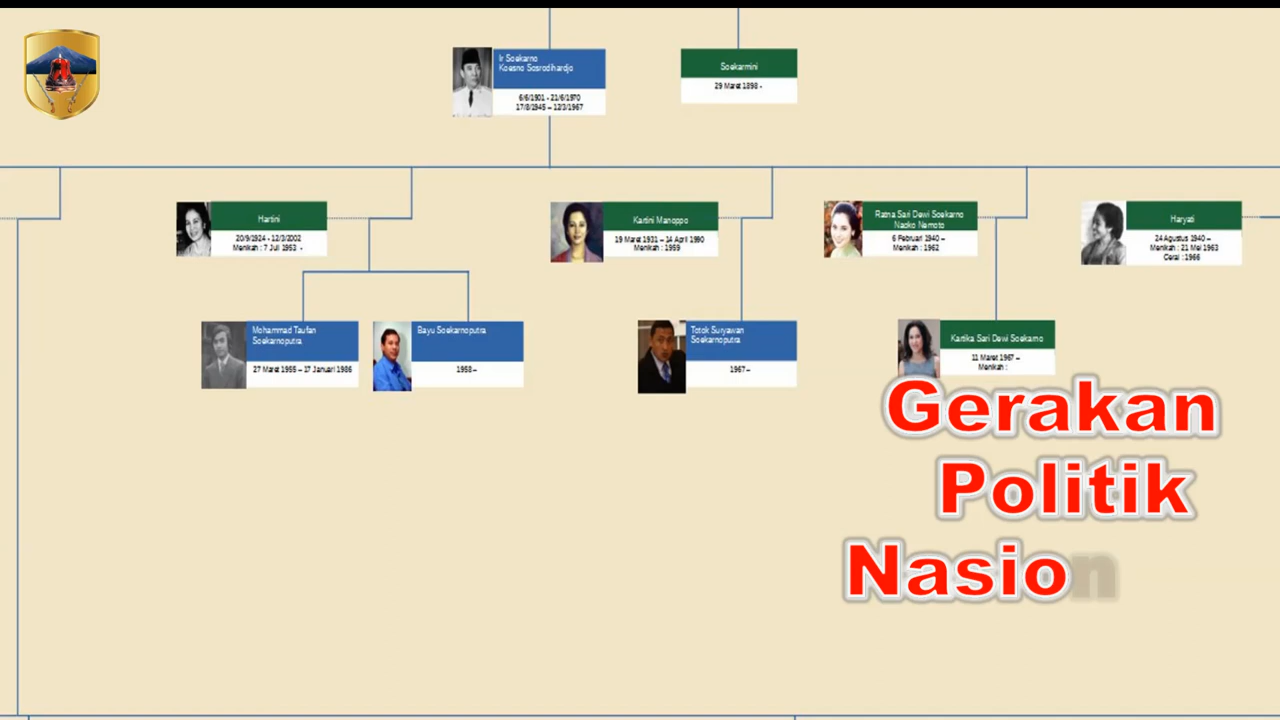 Ir Soekarno
Koesno Sosrodihardjo
6/6/1901 - 21/6/1970
17/8/1945 – 12/3/1967
Soekarmini
29 Maret 1898 -
Hartini
20/9/1924 - 12/3/2002
Menikah : 7 Juli 1953 -
Kartini Manoppo
19 Maret 1931 – 14 April 1990
Menikah : 1959
Ratna Sari Dewi Soekarno
Naoko Nemoto
6 Februari 1940 –
Menikah : 1962
Haryati
24 Agustus 1940 –
Menikah : 21 Mei 1963
Cerai : 1966
Mohammad Taufan
Soekarnoputra
27 Maret 1955 – 17 Januari 1986
Bayu Soekarnoputra
1958 –
Totok Suryawan
Soekarnoputra
1967 –
Kartika Sari Dewi Soekarno
11 Maret 1967 –
Menikah :
Gerakan
Politik
Nasion